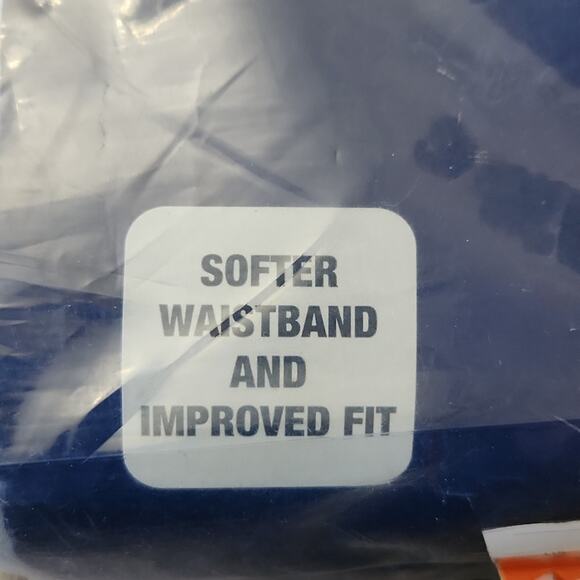 SOFTER
WAISTBAND
AND
IMPROVED FIT